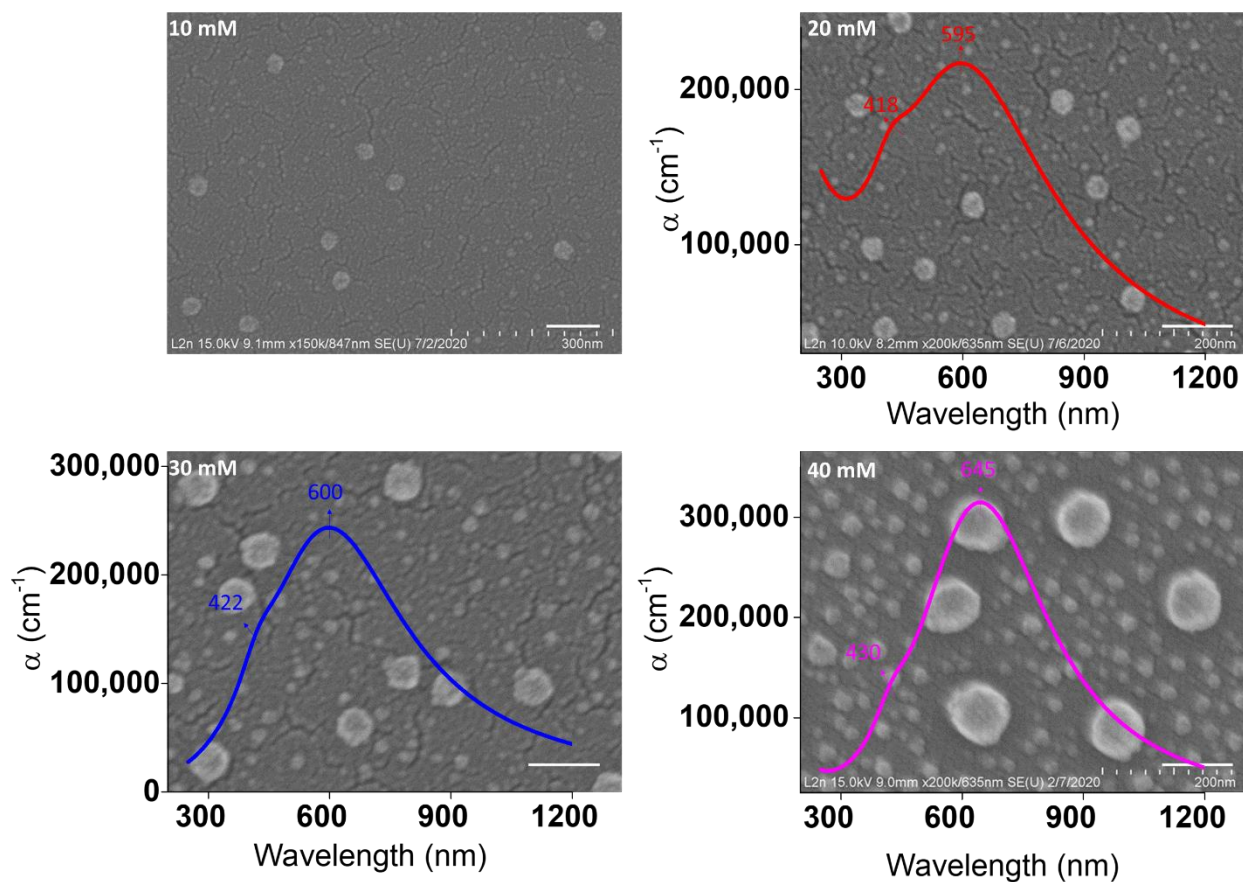 10 mM
L2n 15.0kV 9.1mm x150k/847nm SE(U) 7/2/2020
300nm
20 mM
595
418
200,000
100,000
α (cm-1)
L2n 10.0kV 8.2mm x200k/635nm SE(U) 7/6/2020
200nm
300 600 900 1200
Wavelength (nm)
30 mM
600
422
300,000
200,000
100,000
0
α (cm-1)
300 600 900 1200
Wavelength (nm)
40 mM
645
430
300,000
200,000
100,000
α (cm-1)
L2n 15.0kV 9.0mm x200k/635nm SE(U) 2/7/2020
200nm
300 600 900 1200
Wavelength (nm)